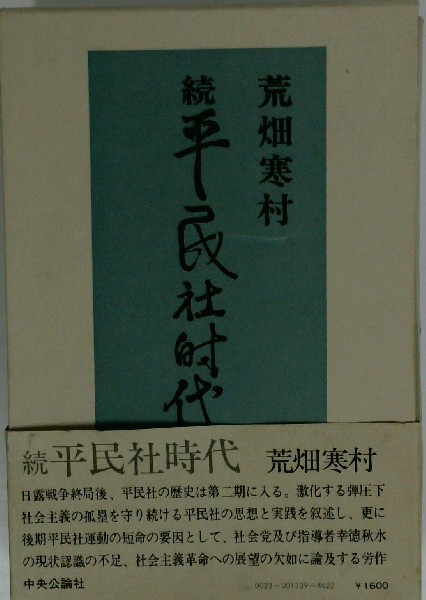 荒畑寒村
続
平民社时代
続 平民社時代 荒畑寒村
日露戦争終局後、平民社の歴史は第二期に入る。激化する弾圧下
社会主義の孤塁を守り続ける平民社の思想と実践を叙述し、更に
後期平民社運動の短命の要因として、社会党及び指導者幸徳秋水
の現状認識の不足、社会主義革命への展望の欠如に論及する労作
中央公論社 0023-001339-4622 ¥1600